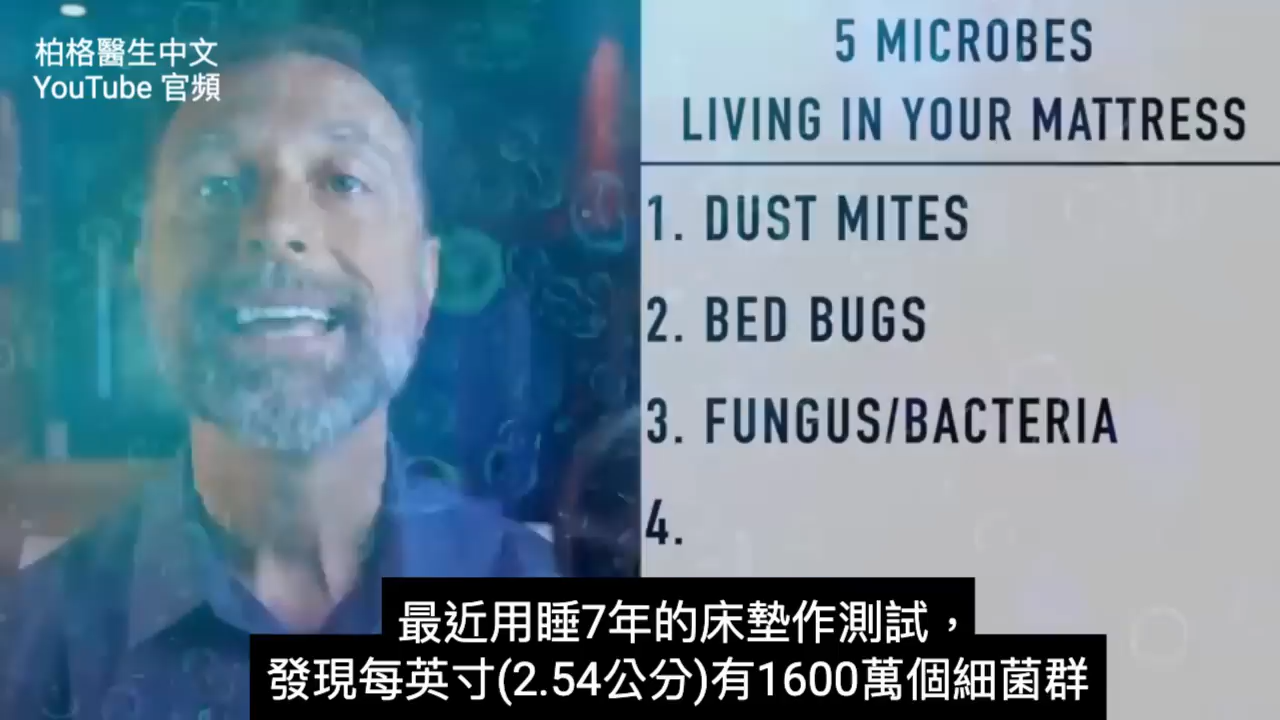 柏格醫生中文
YouTube 官頻
5 MICROBES
LIVING IN YOUR MATTRESS
1. DUST MITES
2. BED BUGS
3. FUNGUS/BACTERIA
4.
最近用睡7年的床墊作測試，
發現每英寸(2.54公分)有1600萬個細菌群